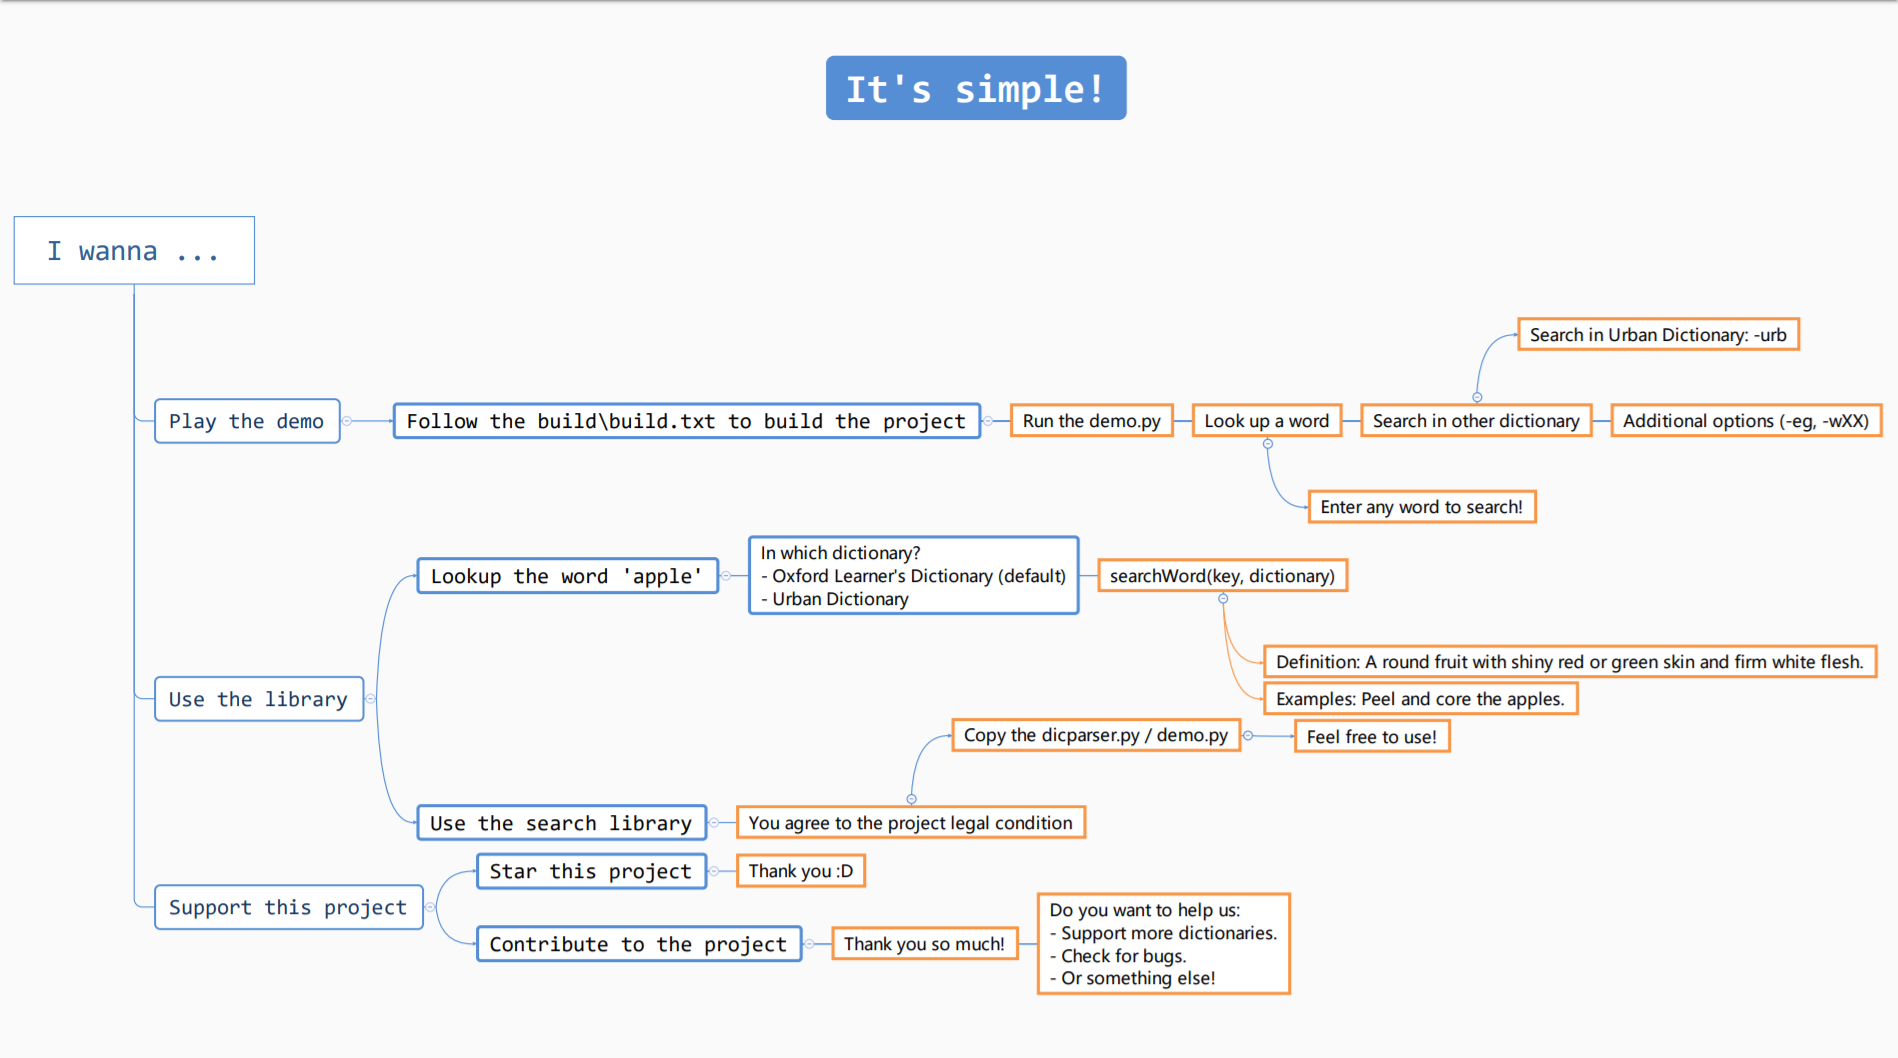 It's simple!
I wanna ...
Search in Urban Dictionary: -urb
Play the demo
Follow the build\build.txt to build the project
Run the demo.py
Look up a word
Search in other dictionary
Additional options (-eg, -wXX)
Enter any word to search!
Lookup the word 'apple'
In which dictionary?
- Oxford Learner's Dictionary (default)
- Urban Dictionary
searchWord(key, dictionary)
Definition: A round fruit with shiny red or green skin and firm white flesh.
Use the library
Examples: Peel and core the apples.
Copy the dicparser.py / demo.py
Feel free to use!
Use the search library
You agree to the project legal condition
Star this project
Thank you :D
Support this project
Contribute to the project
Thank you so much!
Do you want to help us:
- Support more dictionaries.
- Check for bugs.
- Or something else!